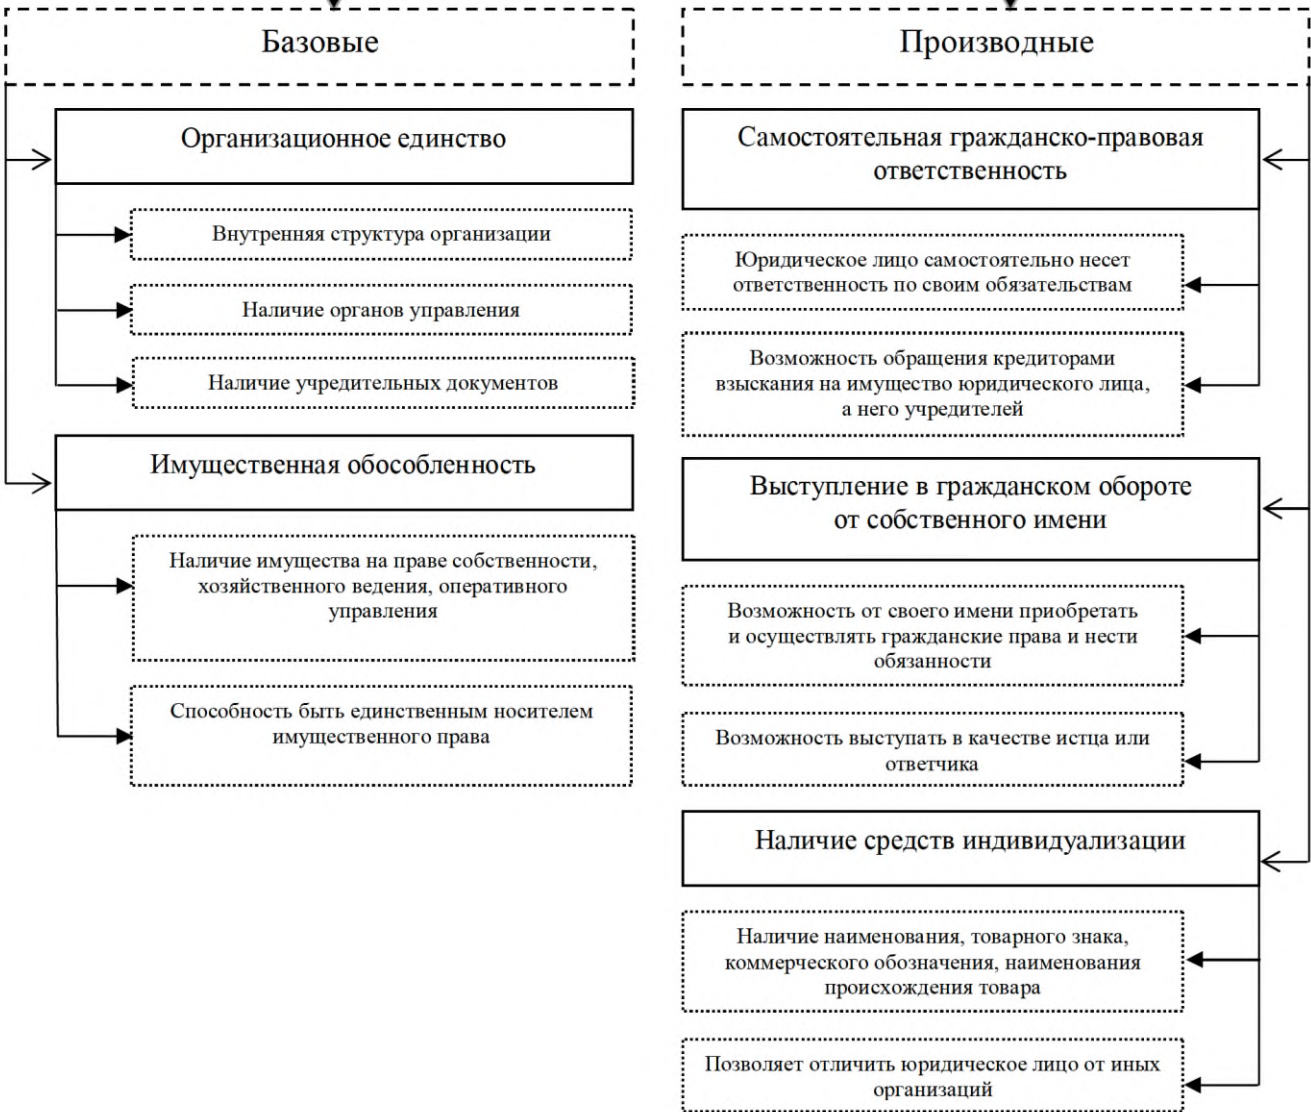 Базовые
Организационное единство
Внутренняя структура организации
Наличие органов управления
Наличие учредительных документов
Имущественная обособленность
Наличие имущества на праве собственности,
хозяйственного ведения, оперативного
управления
Способность быть единственным носителем
имущественного права
Производные
Самостоятельная гражданско-правовая
ответственность
Юридическое лицо самостоятельно несет
ответственность по своим обязательствам
Возможность обращения кредиторами
взыскания на имущество юридического лица,
а него учредителей
Выступление в гражданском обороте
от собственного имени
Возможность от своего имени приобретать
и осуществлять гражданские права и нести
обязанности
Возможность выступать в качестве истца или
ответчика
Наличие средств индивидуализации
Наличие наименования, товарного знака,
коммерческого обозначения, наименования
происхождения товара
Позволяет отличить юридическое лицо от иных
организаций